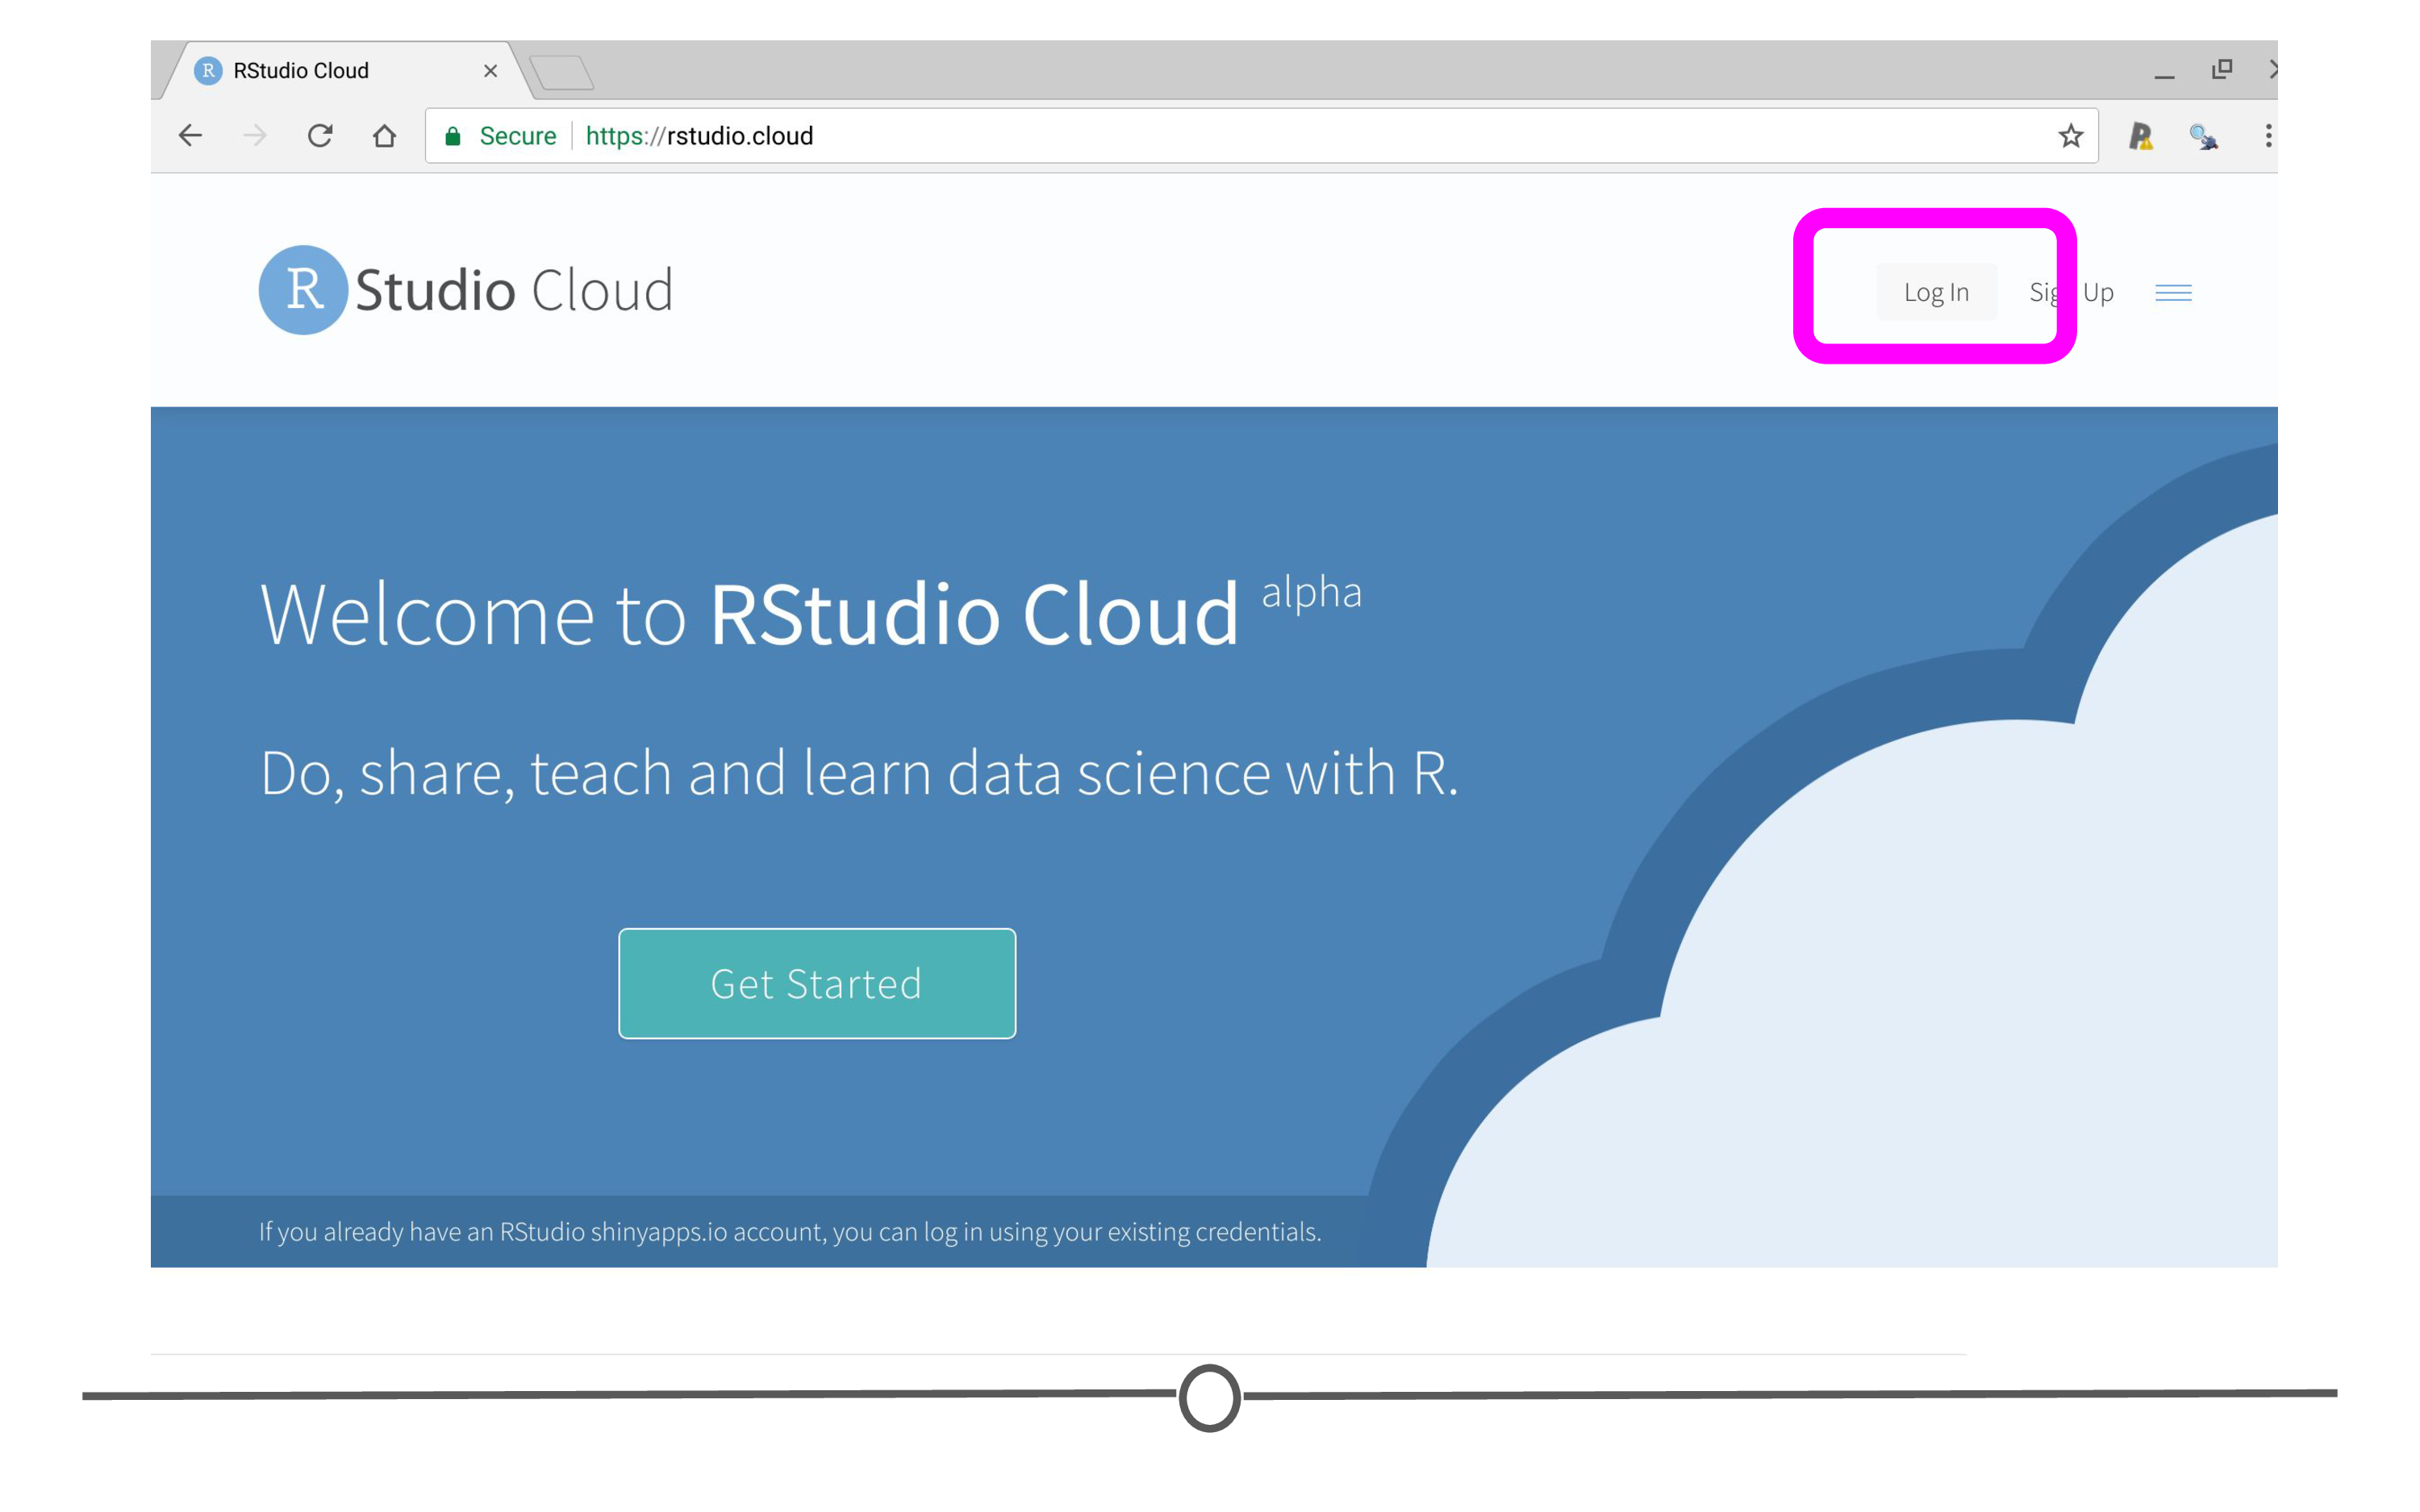 R RStudio Cloud
Secure https://rstudio.cloud
R Studio Cloud
Log In
Up
Welcome to RStudio Cloud alpha
Do, share, teach and learn data science with R.
Get Started
If you already have an RStudio shinyapps.io account, you can log in using your existing credentials.